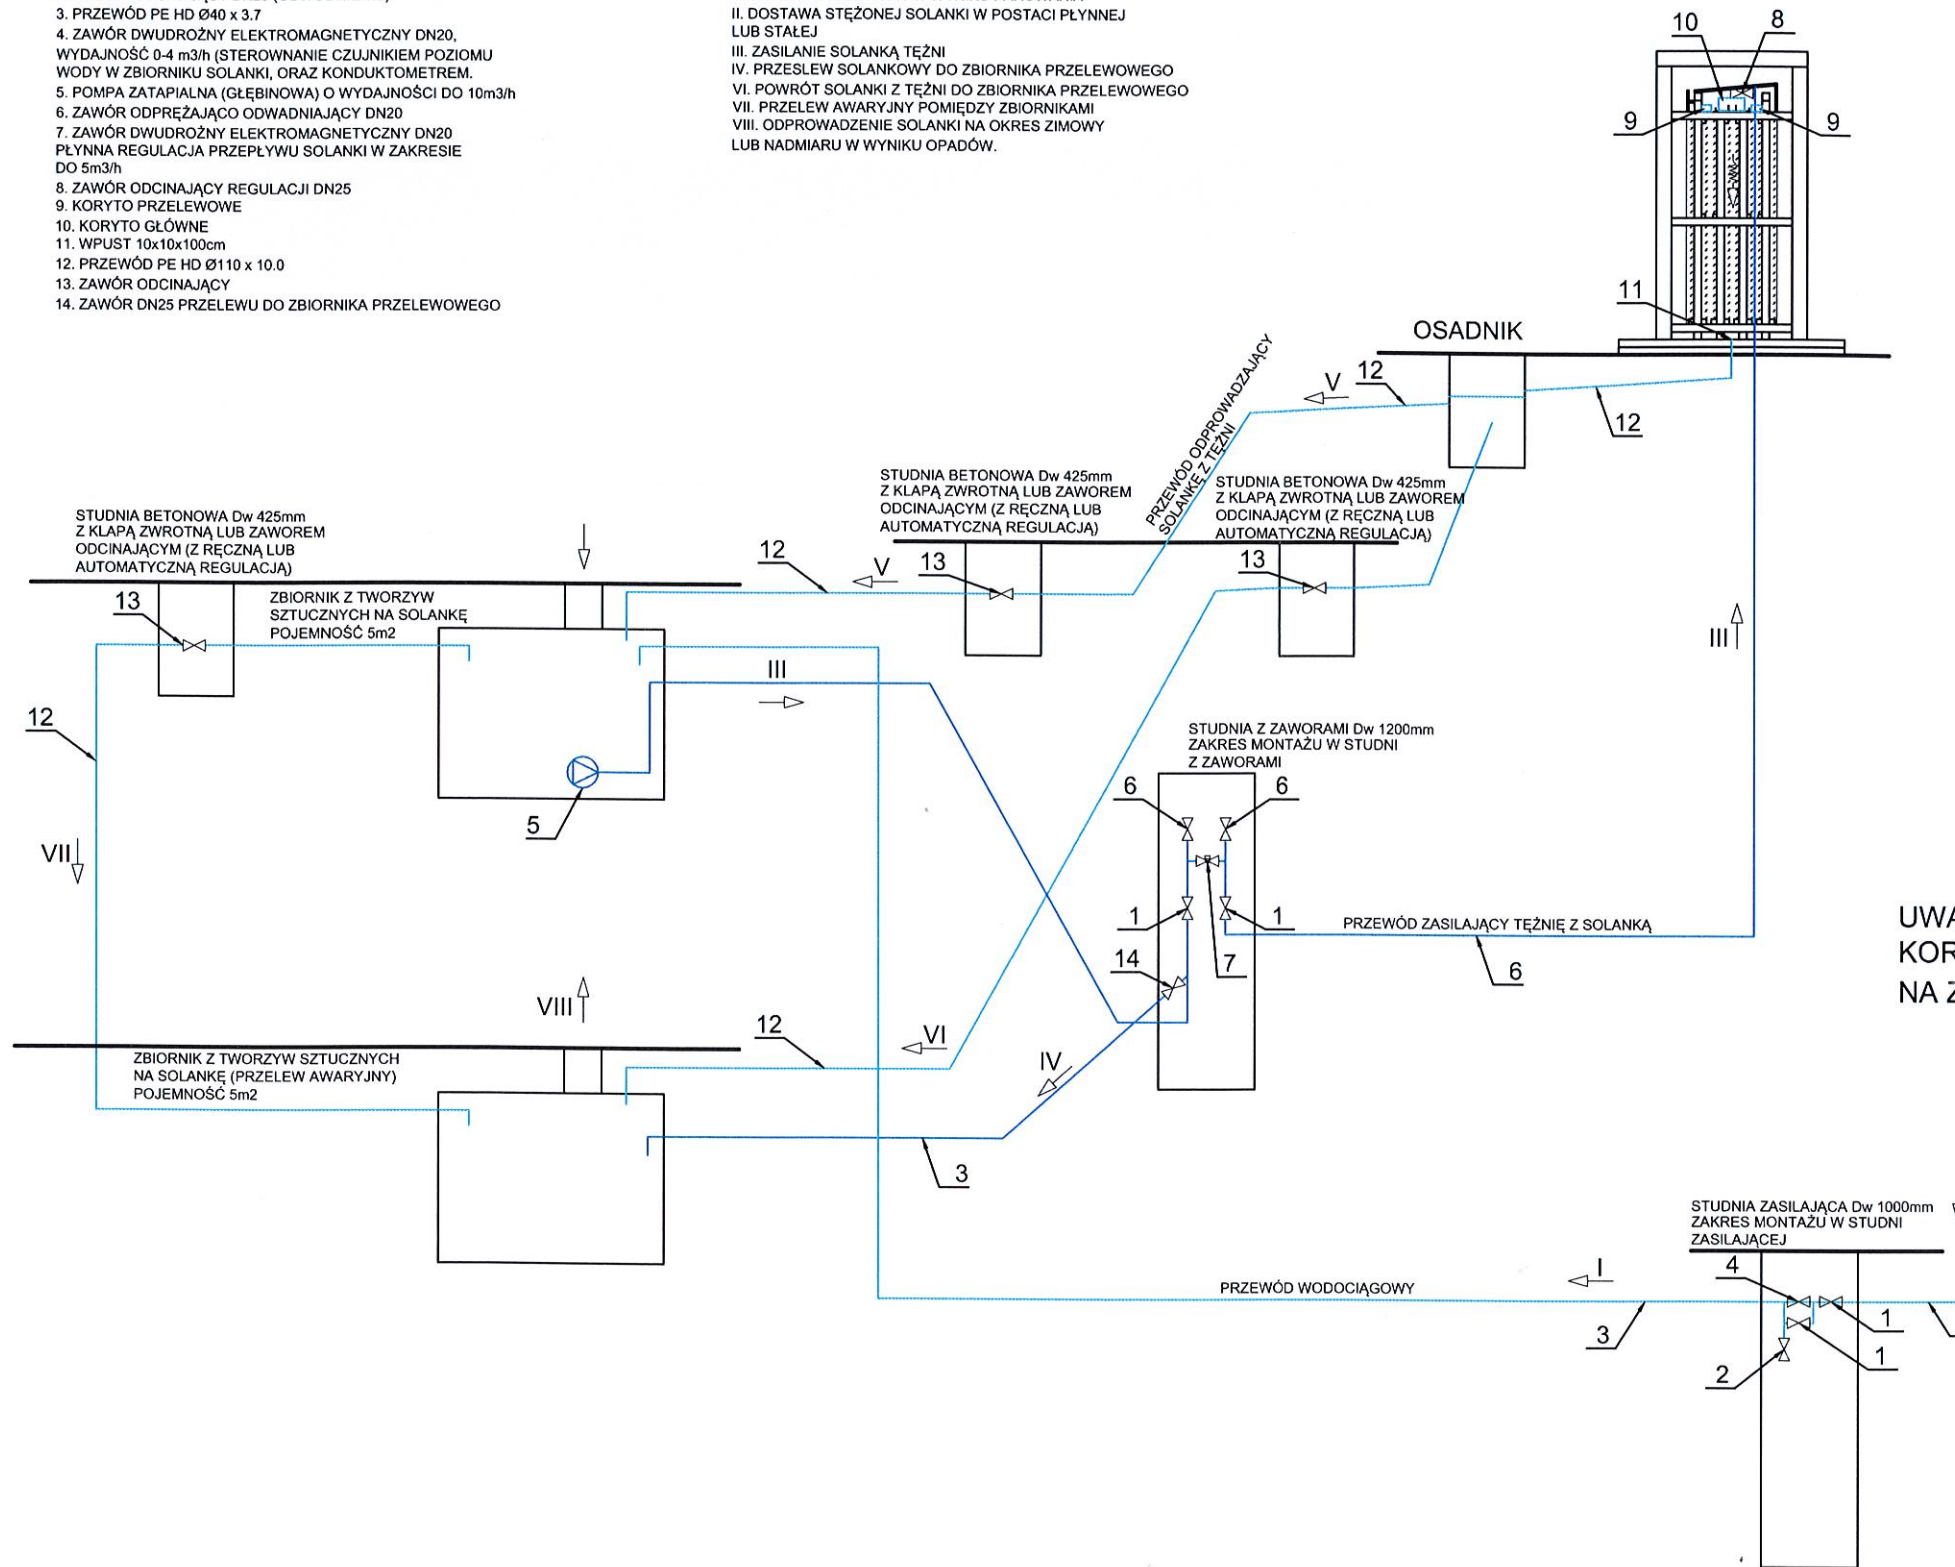 3. PRZEWÓD PE HD Ø40 x 3.7
4. ZAWÓR DWUDROŻNY ELEKTROMAGNETYCZNY DN20,
WYDAJNOŚĆ 0-4 m3/h (STEROWNANIE CZUJNIKIEM POZIOMU
WODY W ZBIORNIKU SOLANKI, ORAZ KONDUKTOMETREM.
5. POMPA ZATAPIALNA (GŁĘBINOWA) O WYDAJNOŚCI DO 10m3/h
6. ZAWÓR ODPRĘŻAJĄCO ODWADNIAJĄCY DN20
7. ZAWÓR DWUDROŻNY ELEKTROMAGNETYCZNY DN20
PŁYNNA REGULACJA PRZEPŁYWU SOLANKI W ZAKRESIE
DO 5m3/h
8. ZAWÓR ODCINAJĄCY REGULACJI DN25
9. KORYTO PRZELEWOWE
10. KORYTO GŁÓWNE
11. WPUST 10x10x100cm
12. PRZEWÓD PE HD Ø110 x 10.0
13. ZAWÓR ODCINAJĄCY
14. ZAWÓR DN25 PRZELEWU DO ZBIORNIKA PRZELEWOWEGO
II. DOSTAWA STĘŻONEJ SOLANKI W POSTACI PŁYNNEJ
LUB STAŁEJ
III. ZASILANIE SOLANKĄ TĘŻNI
IV. PRZESLEW SOLANKOWY DO ZBIORNIKA PRZELEWOWEGO
VI. POWRÓT SOLANKI Z TĘŻNI DO ZBIORNIKA PRZELEWOWEGO
VII. PRZELEW AWARYJNY POMIĘDZY ZBIORNIKAMI
VIII. ODPROWADZENIE SOLANKI NA OKRES ZIMOWY
LUB NADMIARU W WYNIKU OPADÓW.
10
8
9
9
11
OSADNIK
V
12
12
PRZEWÓD ODPROWADZAJĄCY
SOLANKĘ Z TĘŻNI
STUDNIA BETONOWA Dw 425mm
Z KLAPĄ ZWROTNĄ LUB ZAWOREM
ODCINAJĄCYM (Z RĘCZNĄ LUB
AUTOMATYCZNĄ REGULACJĄ)
STUDNIA BETONOWA Dw 425mm
Z KLAPĄ ZWROTNĄ LUB ZAWOREM
ODCINAJĄCYM (Z RĘCZNĄ LUB
AUTOMATYCZNĄ REGULACJĄ)
STUDNIA BETONOWA Dw 425mm
Z KLAPĄ ZWROTNĄ LUB ZAWOREM
ODCINAJĄCYM (Z RĘCZNĄ LUB
AUTOMATYCZNĄ REGULACJĄ)
12
V
13
13
13
ZBIORNIK Z TWORZYW
SZTUCZNYCH NA SOLANKĘ
POJEMNOŚĆ 5m2
III
III
12
5
VII
STUDNIA Z ZAWORAMI Dw 1200mm
ZAKRES MONTAŻU W STUDNI
Z ZAWORAMI
6
6
1
1
14
7
PRZEWÓD ZASILAJĄCY TĘŻNIĘ Z SOLANKĄ
6
NA
VIII
12
VI
IV
ZBIORNIK Z TWORZYW SZTUCZNYCH
NA SOLANKĘ (PRZELEW AWARYJNY)
POJEMNOŚĆ 5m2
3
STUDNIA ZASILAJĄCA Dw 1000mm
ZAKRES MONTAŻU W STUDNI
ZASILAJĄCEJ
4
I
PRZEWÓD WODOCIĄGOWY
3
1
1
2